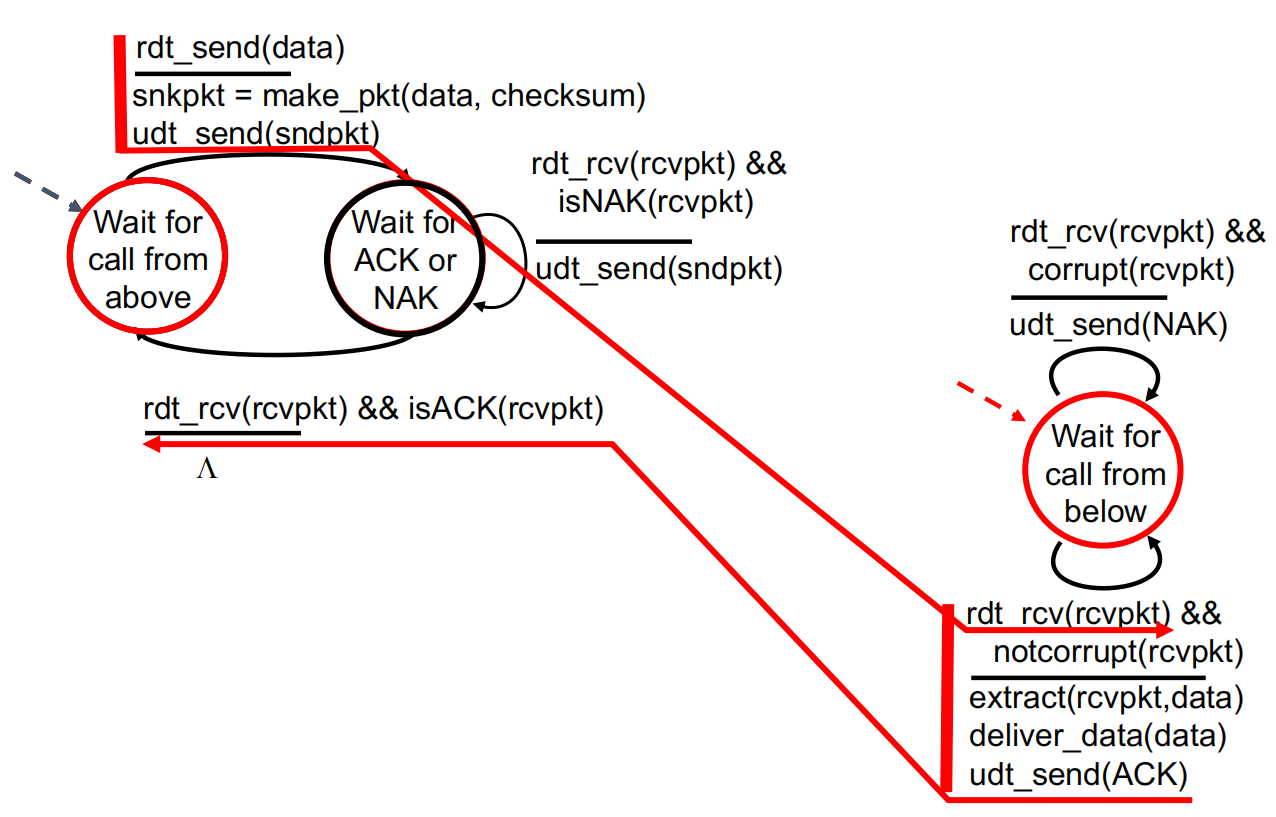 rdt_send(data)
snkpkt = make_pkt(data, checksum)
udt_send(sndpkt)
rdt_rcv(rcvpkt) &&
isNAK(rcvpkt)
udt_send(sndpkt)
Wait for
call from
above
Wait for
ACK or
NAK
rdt_rcv(rcvpkt) && isACK(rcvpkt)
Λ
rdt_rcv(rcvpkt) &&
corrupt(rcvpkt)
udt_send(NAK)
Wait for
call from
below
rdt_rcv(rcvpkt) &&
notcorrupt(rcvpkt)
extract(rcvpkt,data)
deliver_data(data)
udt_send(ACK)